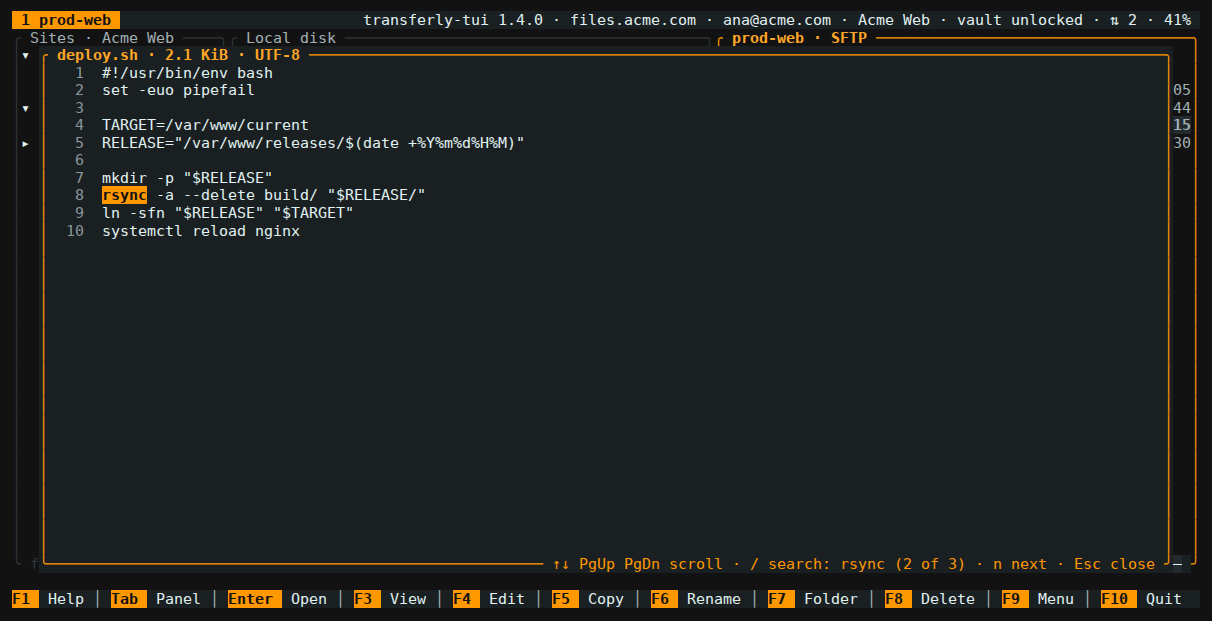 1 prod-web transferly-tui 1.4.0 · files.acme.com · ana@acme.com · Acme Web · vault unlocked · ⇅ 2 · 41%
Sites · Acme Web Local disk prod-web · SFTP
▾ deploy.sh · 2.1 KiB · UTF-8
1 #!/usr/bin/env bash
2 set -euo pipefail 05
▾ 3 44
4 TARGET=/var/www/current 15
▸ 5 RELEASE="/var/www/releases/$(date +%Y%m%d%H%M)" 30
6
7 mkdir -p "$RELEASE"
8 rsync -a --delete build/ "$RELEASE/"
9 ln -sfn "$RELEASE" "$TARGET"
10 systemctl reload nginx
f ↑↓ PgUp PgDn scroll · / search: rsync (2 of 3) · n next · Esc close
F1 Help │ Tab Panel │ Enter Open │ F3 View │ F4 Edit │ F5 Copy │ F6 Rename │ F7 Folder │ F8 Delete │ F9 Menu │ F10 Quit